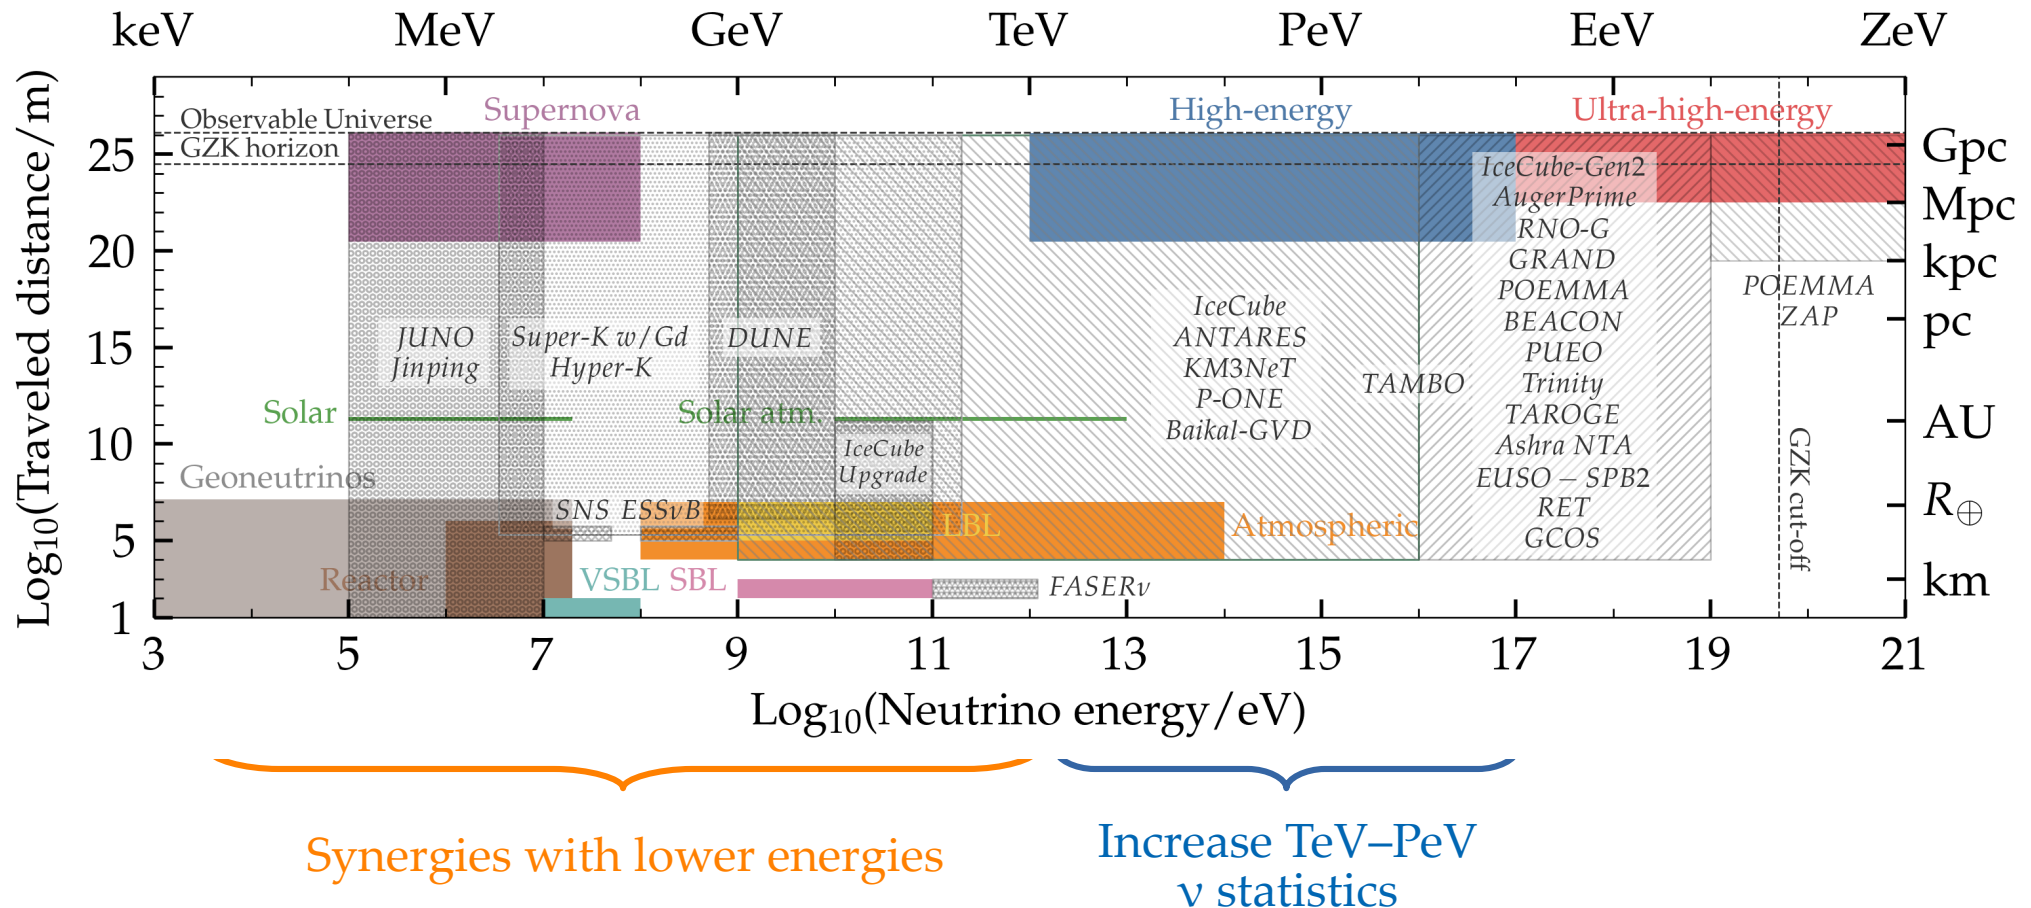 keV MeV GeV TeV PeV EeV ZeV
Log10(Traveled distance/m)
25
20
15
10
5
1
Observable Universe
GZK horizon
Supernova
High-energy
Ultra-high-energy
Gpc
Mpc
kpc
pc
AU
R⊕
km
JUNO
Jinping
Super-K w/Gd
Hyper-K
DUNE
IceCube
ANTARES
KM3NeT
P-ONE
Baikal-GVD
TAMBO
IceCube-Gen2
AugerPrime
RNO-G
GRAND
POEMMA
BEACON
PUEO
Trinity
TAROGE
Ashra NTA
EUSO – SPB2
RET
GCOS
POEMMA
ZAP
GZK cut-off
Solar
Solar atm.
IceCube
Upgrade
Geoneutrinos
SNS ESSνB
LBL
Atmospheric
Reactor
VSBL SBL
FASERν
3 5 7 9 11 13 15 17 19 21
Log10(Neutrino energy/eV)
Synergies with lower energies
Increase TeV–PeV
ν statistics